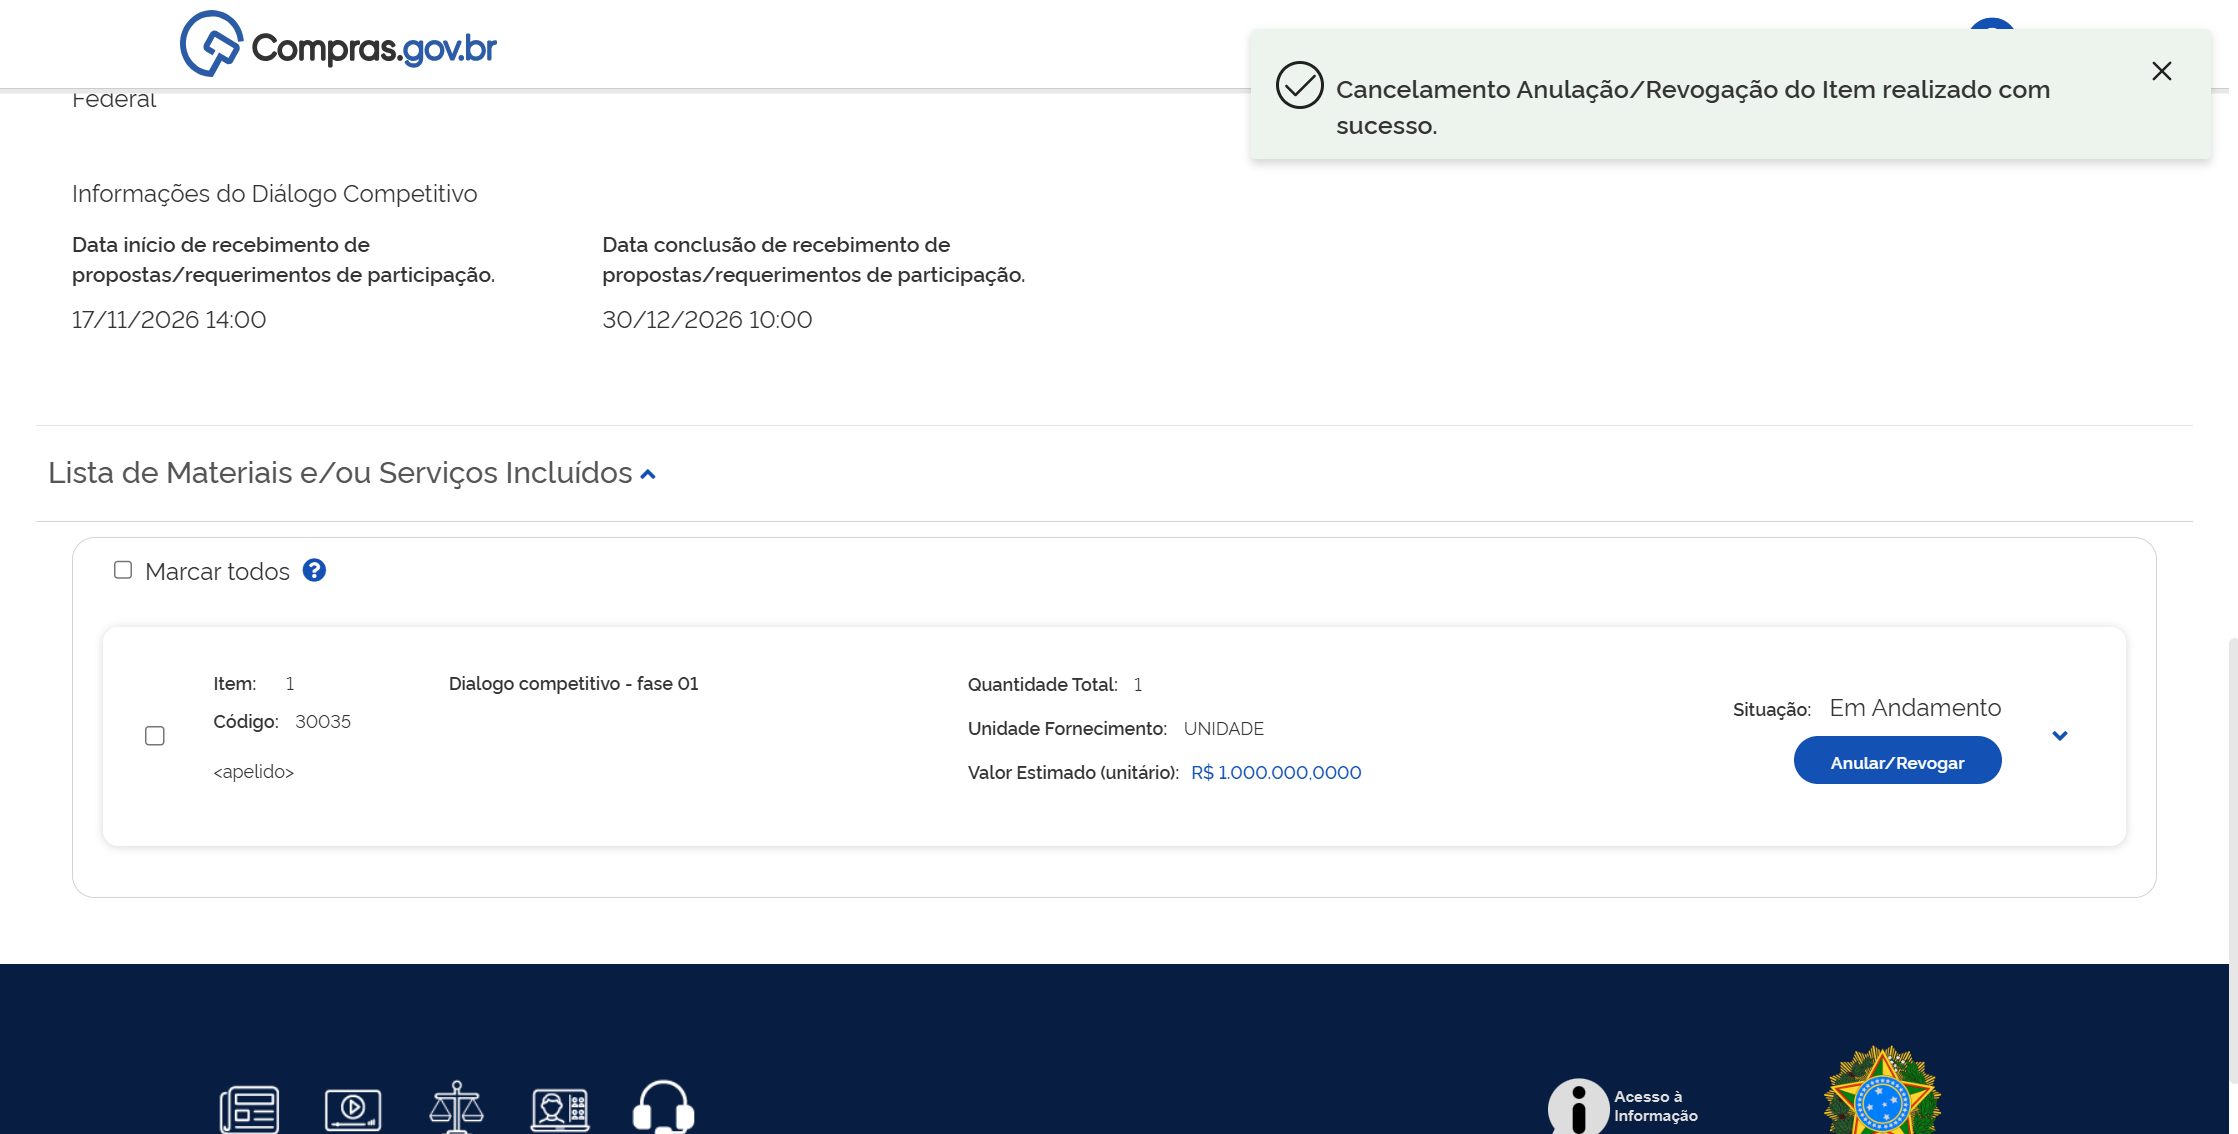 Compras.gov.br
Cancelamento Anulação/Revogação do Item realizado com
sucesso.
Federal
Informações do Diálogo Competitivo
Data início de recebimento de
propostas/requerimentos de participação.
17/11/2026 14:00
Data conclusão de recebimento de
propostas/requerimentos de participação.
30/12/2026 10:00
Lista de Materiais e/ou Serviços Incluídos
Marcar todos
Item: 1
Código: 30035
<apelido>
Dialogo competitivo - fase 01
Quantidade Total: 1
Unidade Fornecimento: UNIDADE
Valor Estimado (unitário): R$ 1.000.000,0000
Situação: Em Andamento
Anular/Revogar
Acesso à
Informação